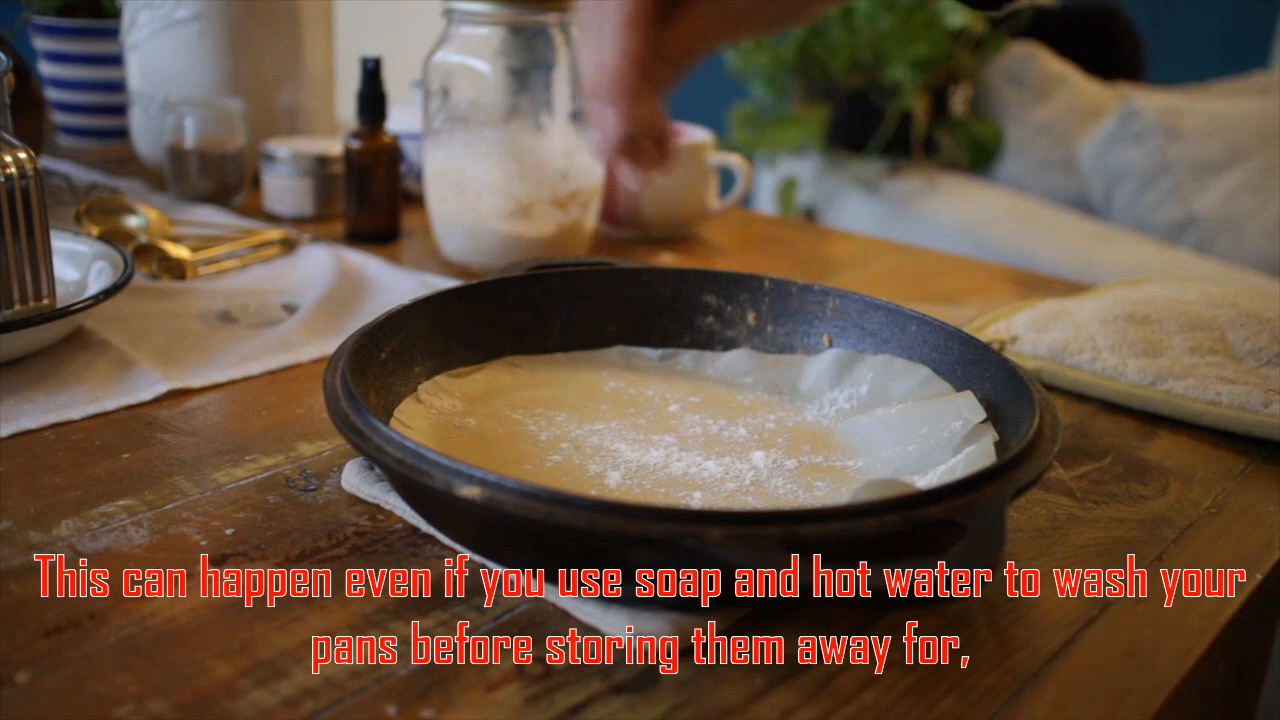 This can happen even if you use soap and hot water to wash your
pans before storing them away for,